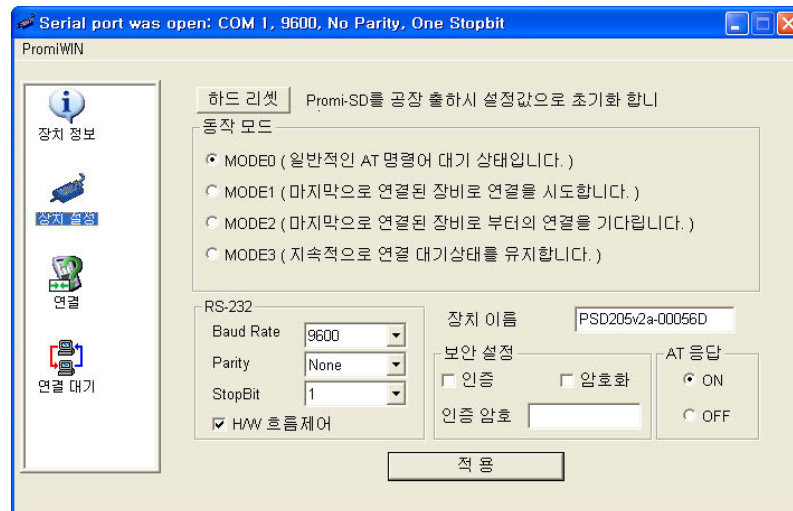 Serial port was open: COM 1, 9600, No Parity, One Stopbit
PromiWIN
장치 정보
장치 설정
연결
연결 대기
하드 리셋 Promi-SD를 공장 출하시 설정값으로 초기화 합니
동작 모드
MODE0 ( 일반적인 AT 명령어 대기 상태입니다. )
MODE1 ( 마지막으로 연결된 장비로 연결을 시도합니다. )
MODE2 ( 마지막으로 연결된 장비로 부터의 연결을 기다립니다. )
MODE3 ( 지속적으로 연결 대기상태를 유지합니다. )
RS-232
Baud Rate 9600
Parity None
StopBit 1
H/W 흐름제어
장치 이름 PSD205v2a-00056D
보안 설정
인증 암호화
인증 암호
AT 응답
ON
OFF
적 용